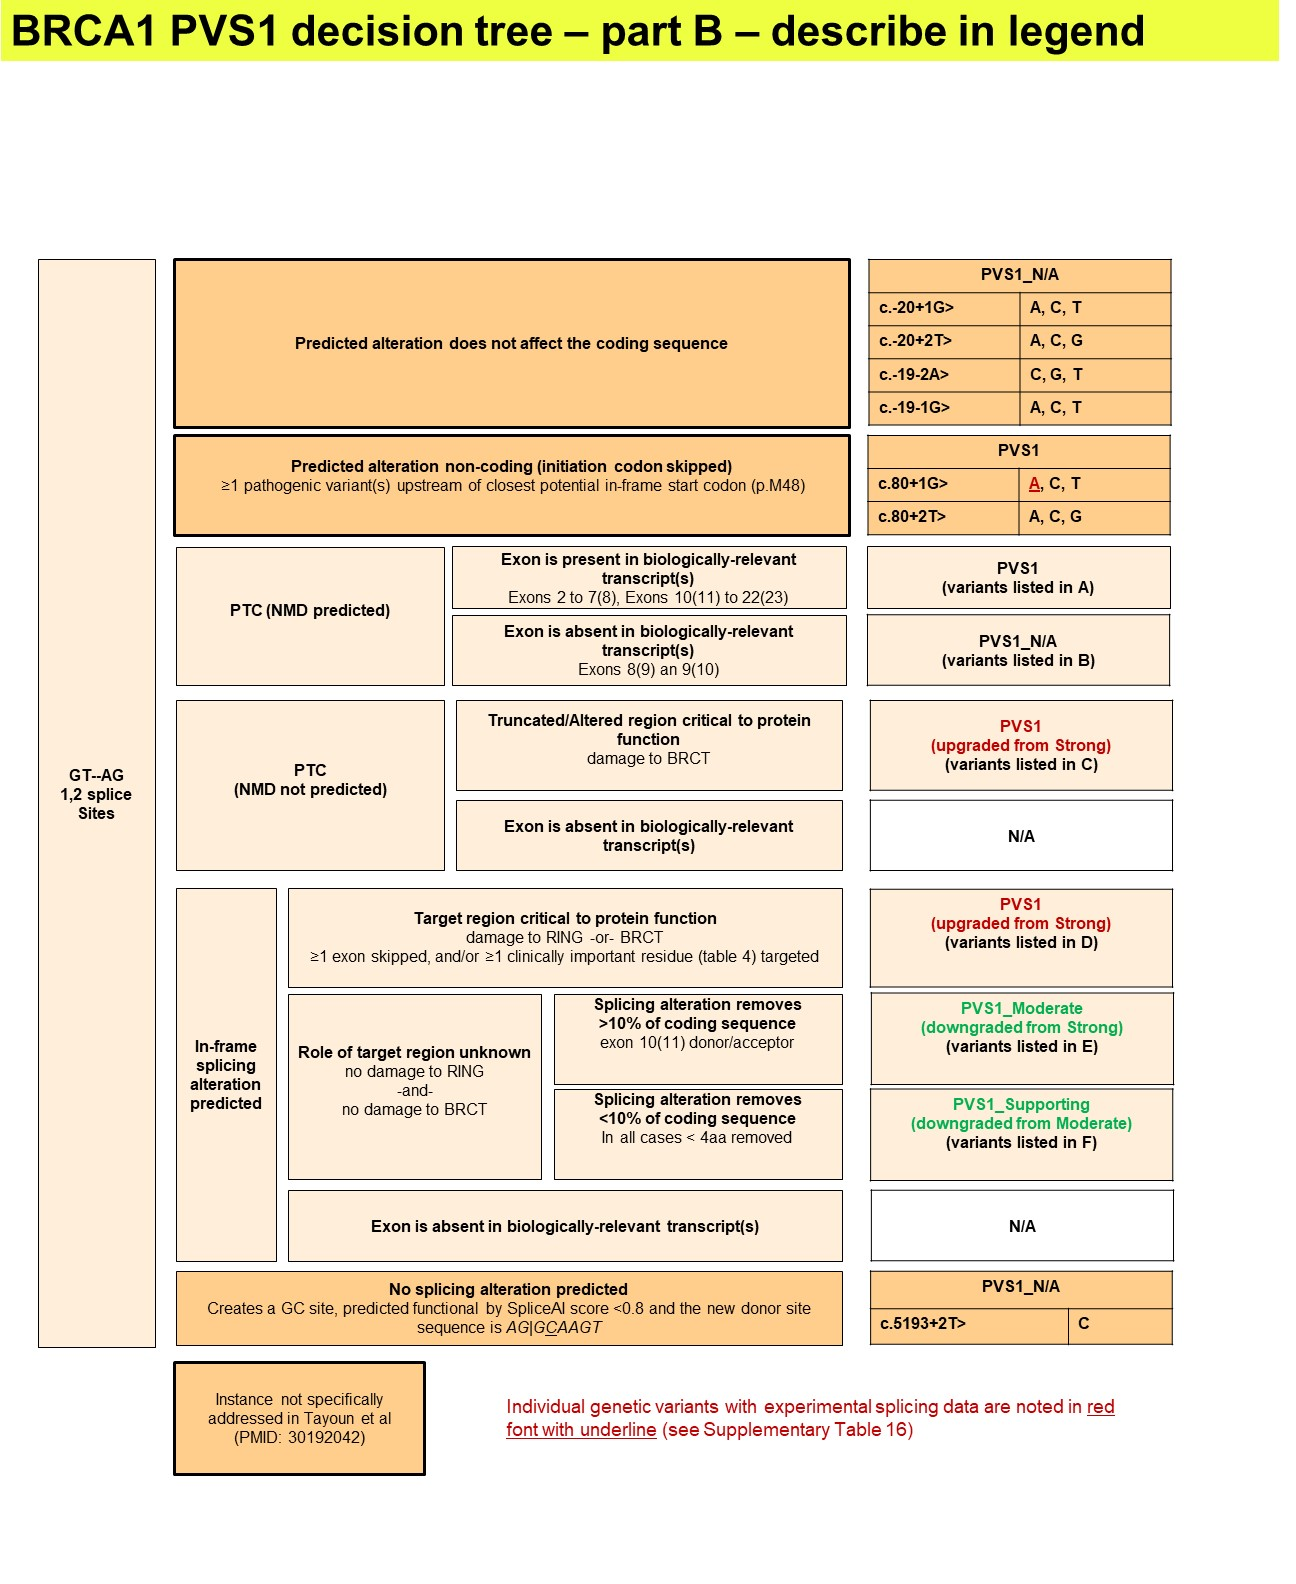 BRCA1 PVS1 decision tree – part B – describe in legend
GT--AG
1,2 splice
Sites
Predicted alteration does not affect the coding sequence
PVS1_N/A
c.-20+1G> A, C, T
c.-20+2T> A, C, G
c.-19-2A> C, G, T
c.-19-1G> A, C, T
Predicted alteration non-coding (initiation codon skipped)
≥1 pathogenic variant(s) upstream of closest potential in-frame start codon (p.M48)
PVS1
c.80+1G> A, C, T
c.80+2T> A, C, G
PTC (NMD predicted)
Exon is present in biologically-relevant
transcript(s)
Exons 2 to 7(8), Exons 10(11) to 22(23)
PVS1
(variants listed in A)
Exon is absent in biologically-relevant
transcript(s)
Exons 8(9) an 9(10)
PVS1_N/A
(variants listed in B)
PTC
(NMD not predicted)
Truncated/Altered region critical to protein
function
damage to BRCT
PVS1
(upgraded from Strong)
(variants listed in C)
Exon is absent in biologically-relevant
transcript(s)
N/A
In-frame
splicing
alteration
predicted
Target region critical to protein function
damage to RING -or- BRCT
≥1 exon skipped, and/or ≥1 clinically important residue (table 4) targeted
PVS1
(upgraded from Strong)
(variants listed in D)
Role of target region unknown
no damage to RING
-and-
no damage to BRCT
Splicing alteration removes
>10% of coding sequence
exon 10(11) donor/acceptor
PVS1_Moderate
(downgraded from Strong)
(variants listed in E)
Splicing alteration removes
<10% of coding sequence
In all cases < 4aa removed
PVS1_Supporting
(downgraded from Moderate)
(variants listed in F)
Exon is absent in biologically-relevant transcript(s)
N/A
No splicing alteration predicted
Creates a GC site, predicted functional by SpliceAI score <0.8 and the new donor site
sequence is AG|GCAAGT
PVS1_N/A
c.5193+2T> C
Instance not specifically
addressed in Tayoun et al
(PMID: 30192042)
Individual genetic variants with experimental splicing data are noted in red
font with underline (see Supplementary Table 16)